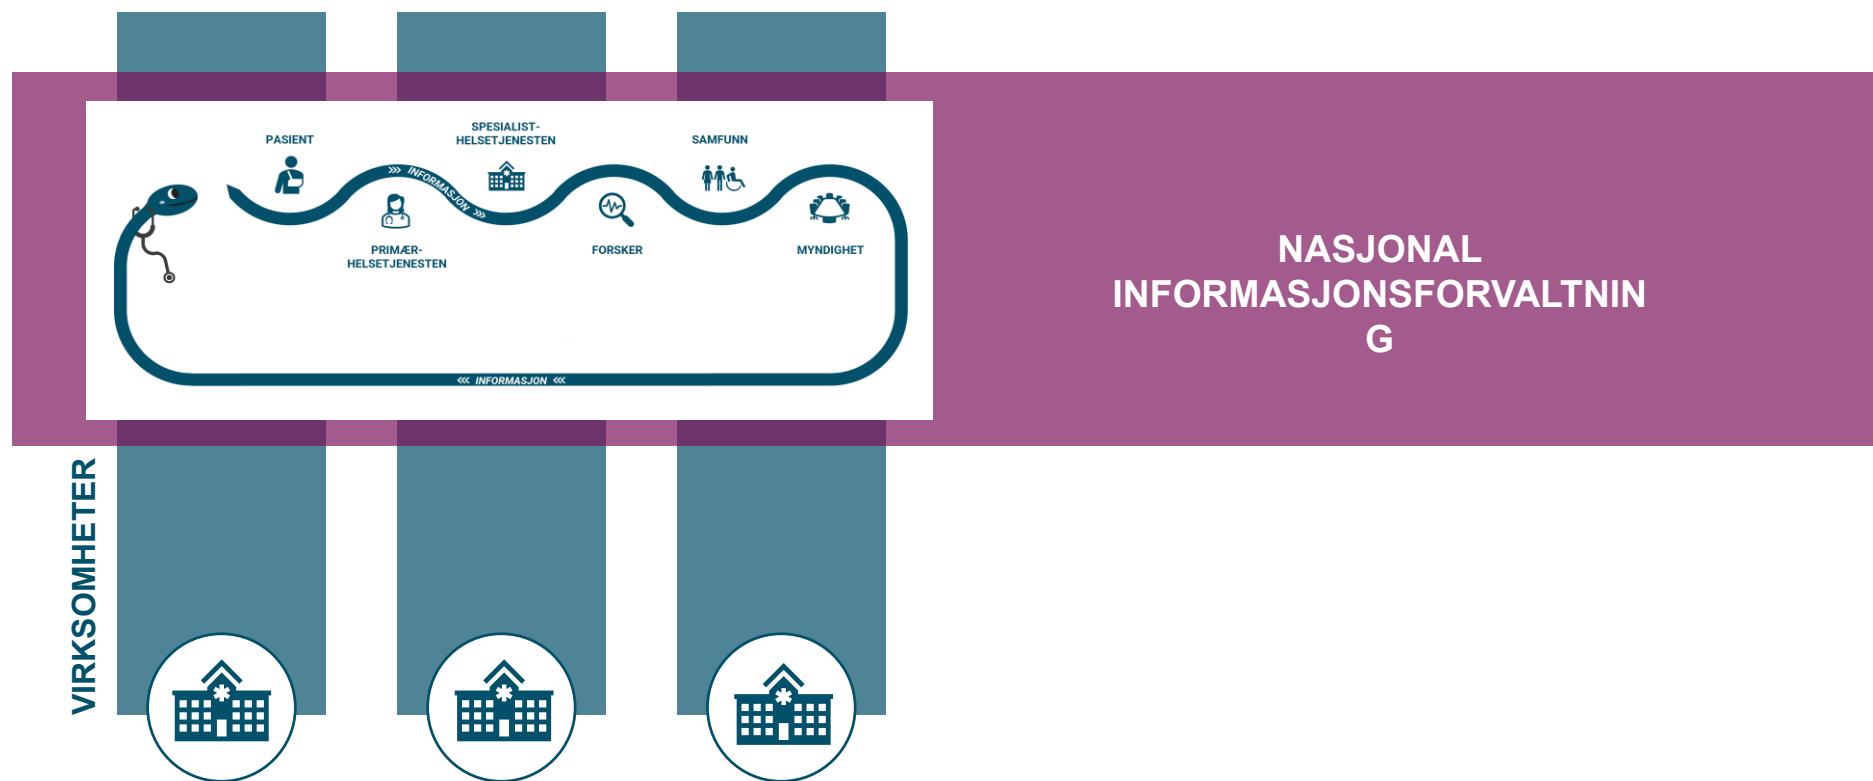 PASIENT
SPESIALIST-
HELSETJENESTEN
SAMFUNN
>>> INFORMASJON >>>
PRIMÆR-
HELSETJENESTEN
FORSKER
MYNDIGHET
<<< INFORMASJON <<<
NASJONAL
INFORMASJONSFORVALTNIN
G
VIRKSOMHETER